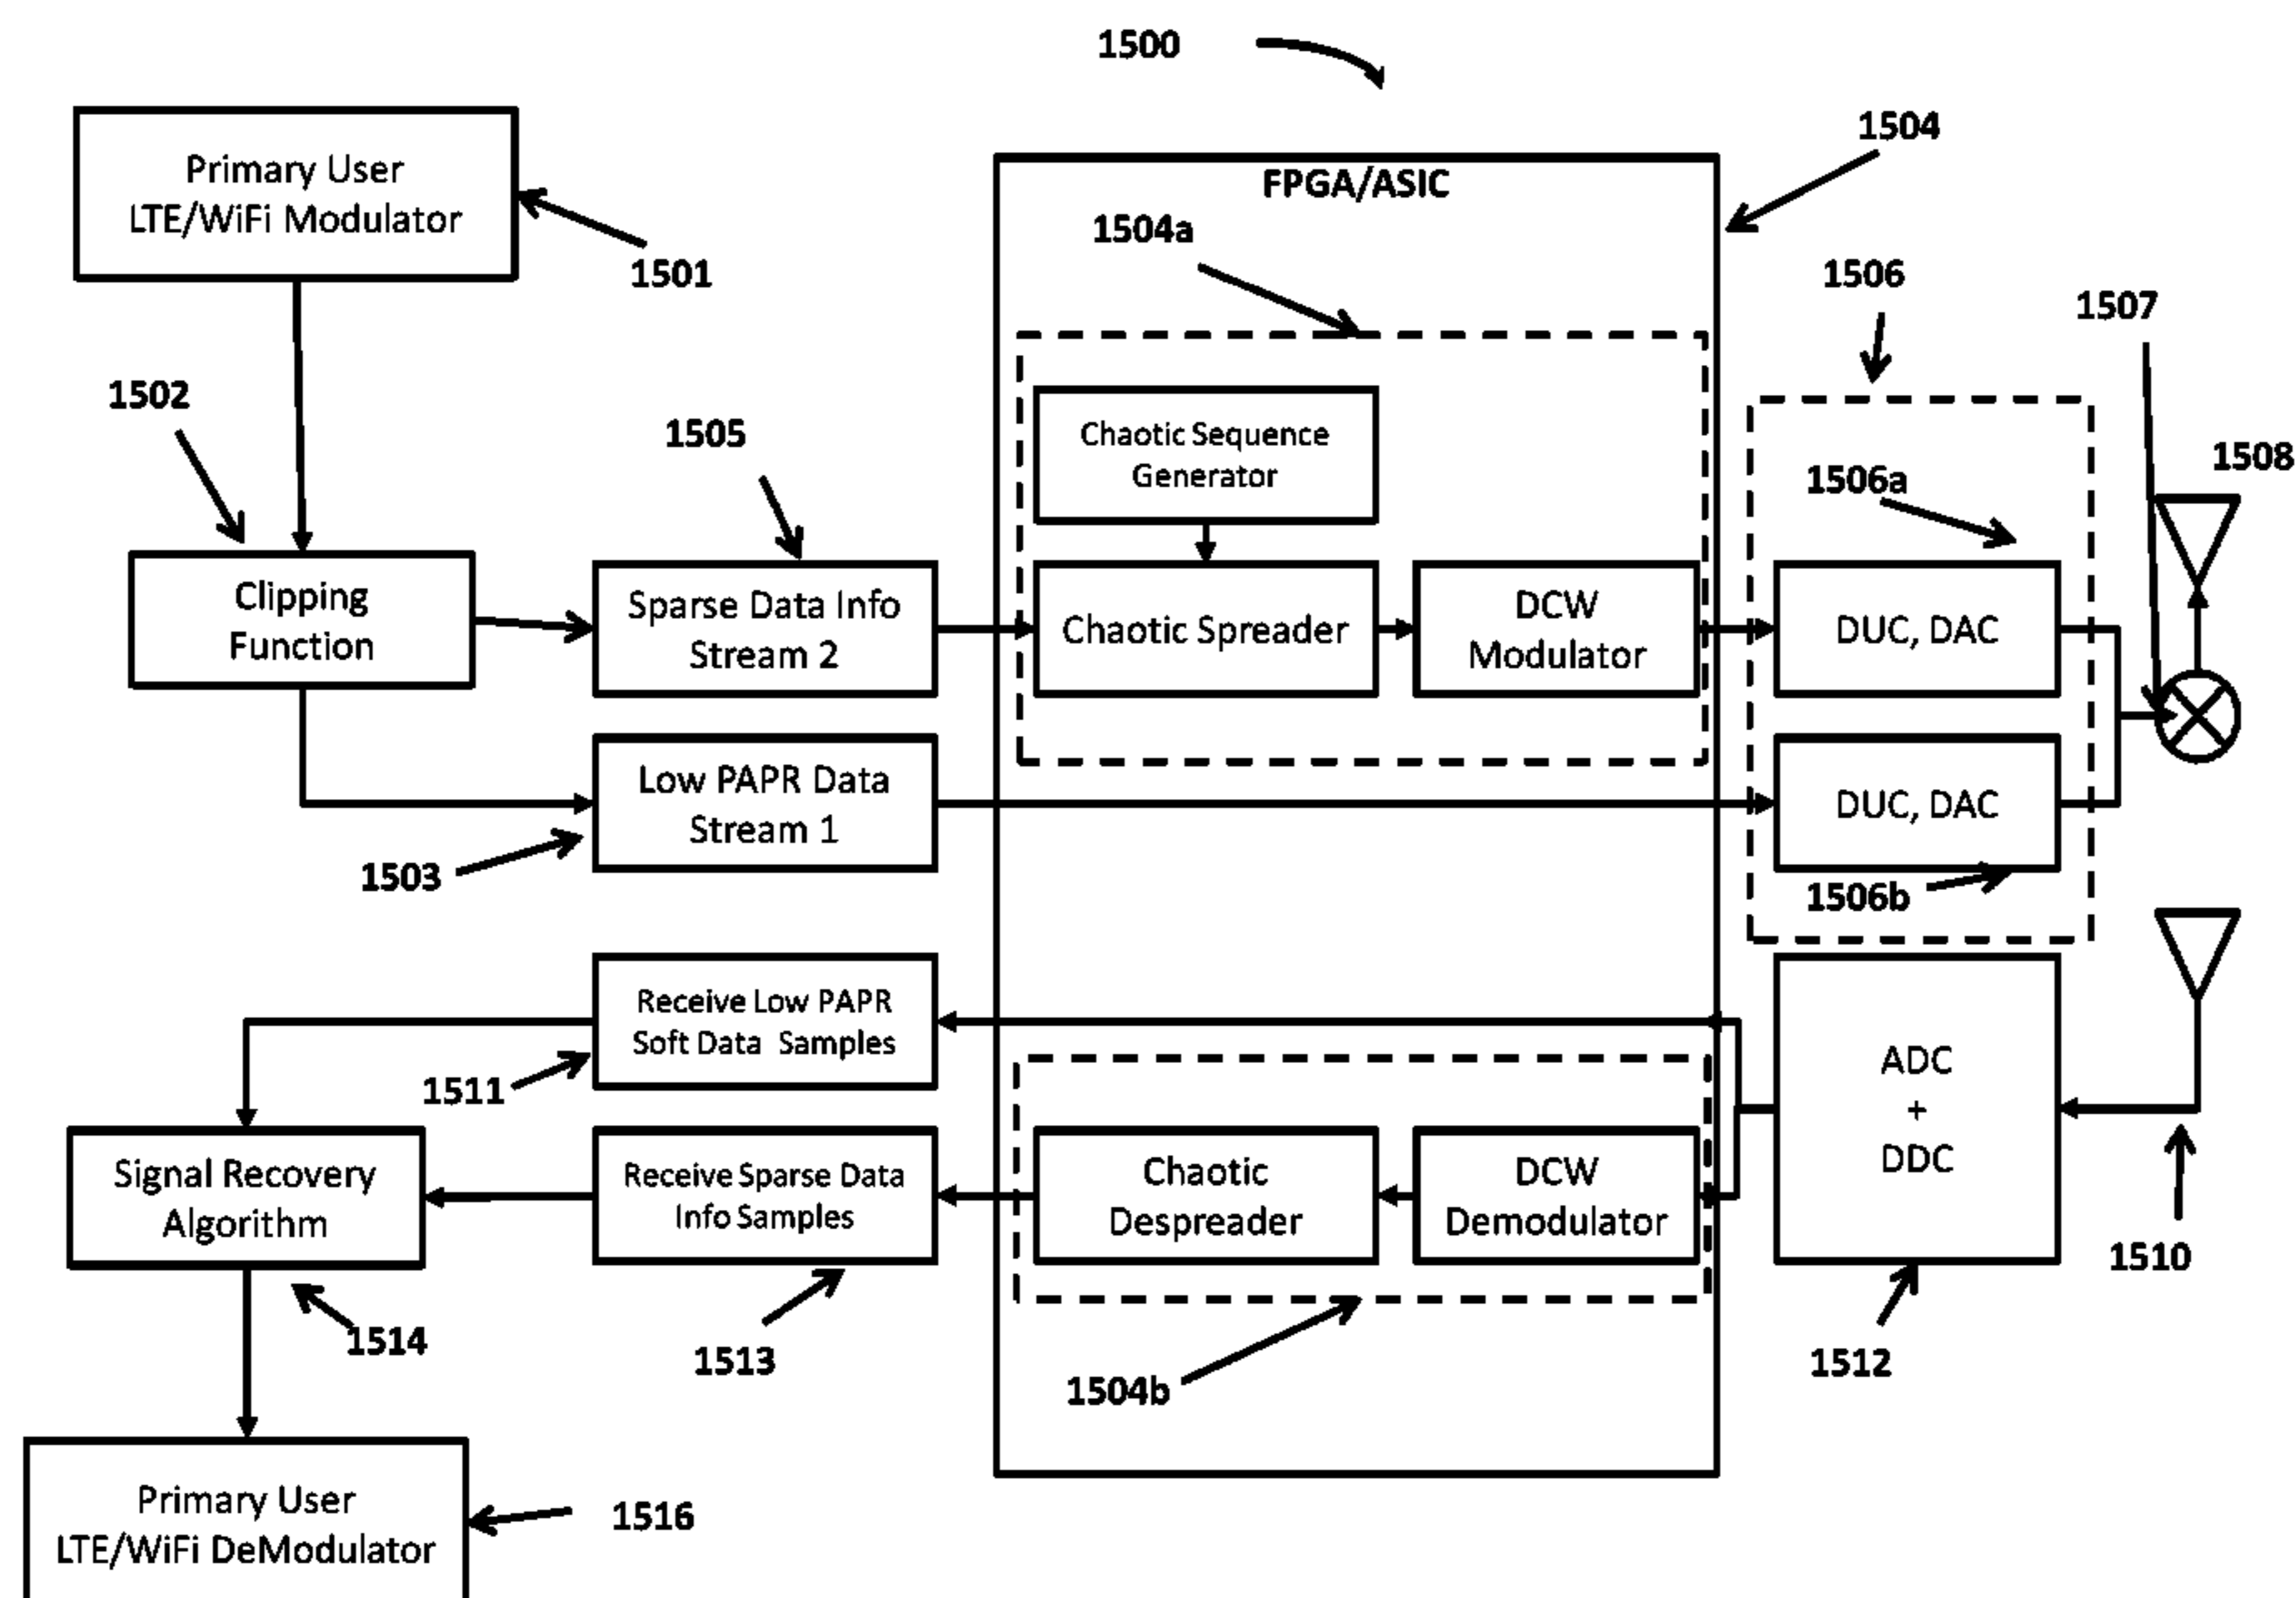 1500
1504
Primary User
LTE/WiFi Modulator
1501
FPGA/ASIC
1504a
1506
1507
1502
1505
1508
Chaotic Sequence
Generator
1506a
Clipping
Function
Sparse Data Info
Stream 2
Chaotic Spreader
DCW
Modulator
DUC, DAC
Low PAPR Data
Stream 1
DUC, DAC
1503
1506b
Receive Low PAPR
Soft Data Samples
1511
ADC
+
DDC
Signal Recovery
Algorithm
Receive Sparse Data
Info Samples
Chaotic
Despreader
DCW
Demodulator
1510
1514
1513
1504b
1512
Primary User
LTE/WiFi DeModulator
1516